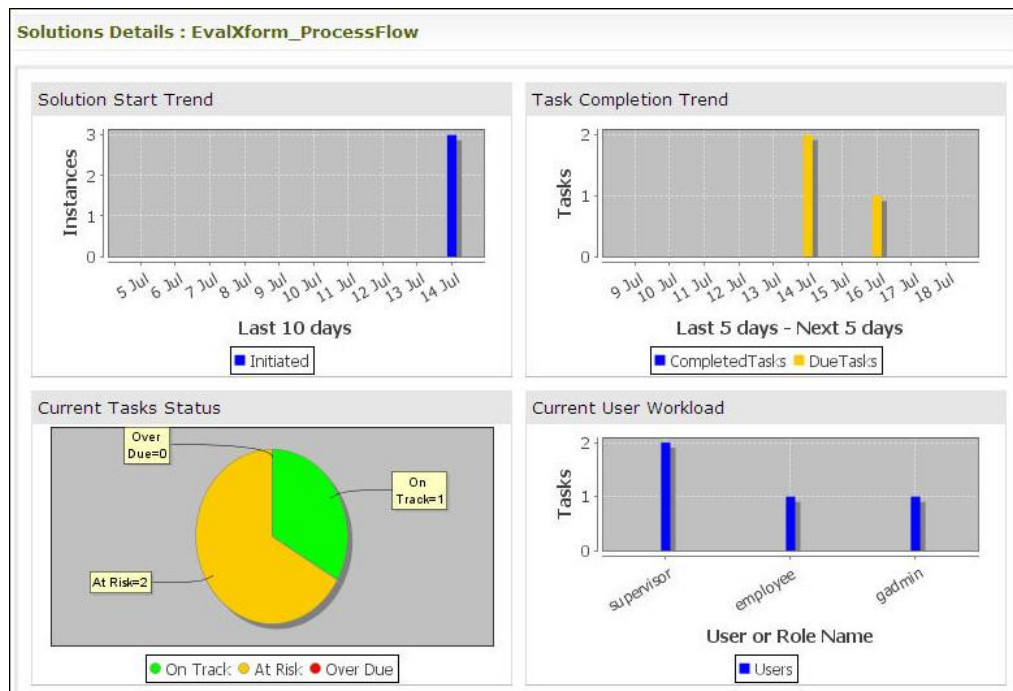 Solutions Details : EvalXform_ProcessFlow
Solution Start Trend
3
2
1
0
Instances
5 Jul
6 Jul
7 Jul
8 Jul
9 Jul
10 Jul
11 Jul
12 Jul
13 Jul
14 Jul
Last 10 days
Initiated
Task Completion Trend
2
1
0
Tasks
9 Jul
10 Jul
11 Jul
12 Jul
13 Jul
14 Jul
15 Jul
16 Jul
17 Jul
18 Jul
Last 5 days - Next 5 days
CompletedTasks DueTasks
Current Tasks Status
Over
Due=0
On
Track=1
At Risk=2
On Track At Risk Over Due
Current User Workload
2
1
0
Tasks
supervisor
employee
gadmin
User or Role Name
Users